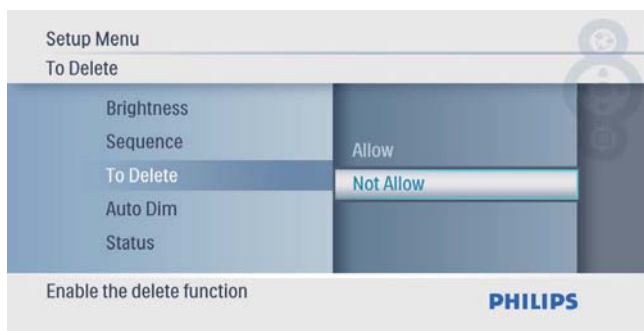 Setup Menu
To Delete
Brightness
Sequence
To Delete
Auto Dim
Status
Allow
Not Allow
Enable the delete function
PHILIPS